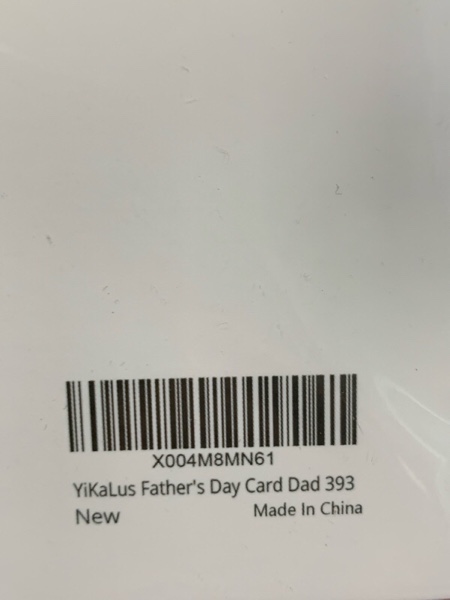 X004M8MN61
YiKaLus Father's Day Card Dad 393
New Made In China